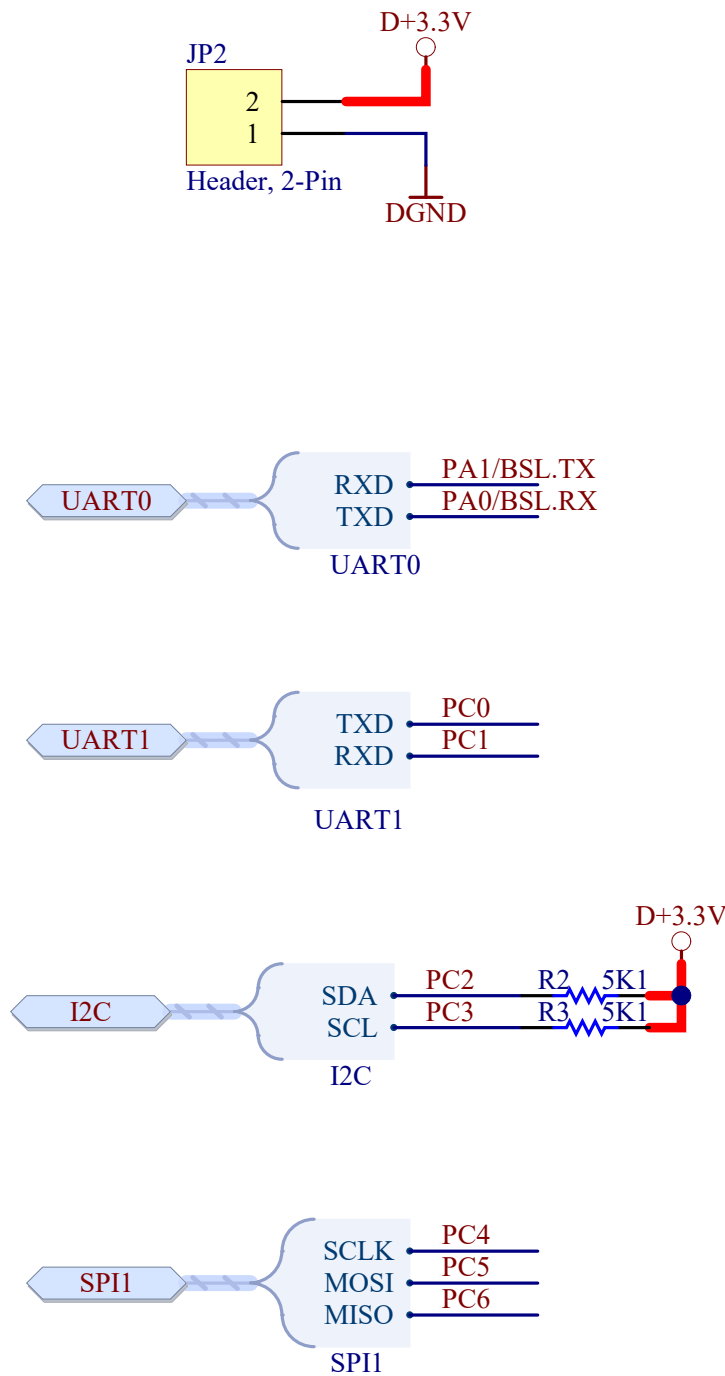 D+3.3V
JP2
2
1
Header, 2-Pin
DGND
UART0
RXD PA1/BSL.TX
TXD PA0/BSL.RX
UART0
UART1
TXD PC0
RXD PC1
UART1
D+3.3V
I2C
SDA PC2 R2 5K1
SCL PC3 R3 5K1
I2C
SPI1
SCLK PC4
MOSI PC5
MISO PC6
SPI1